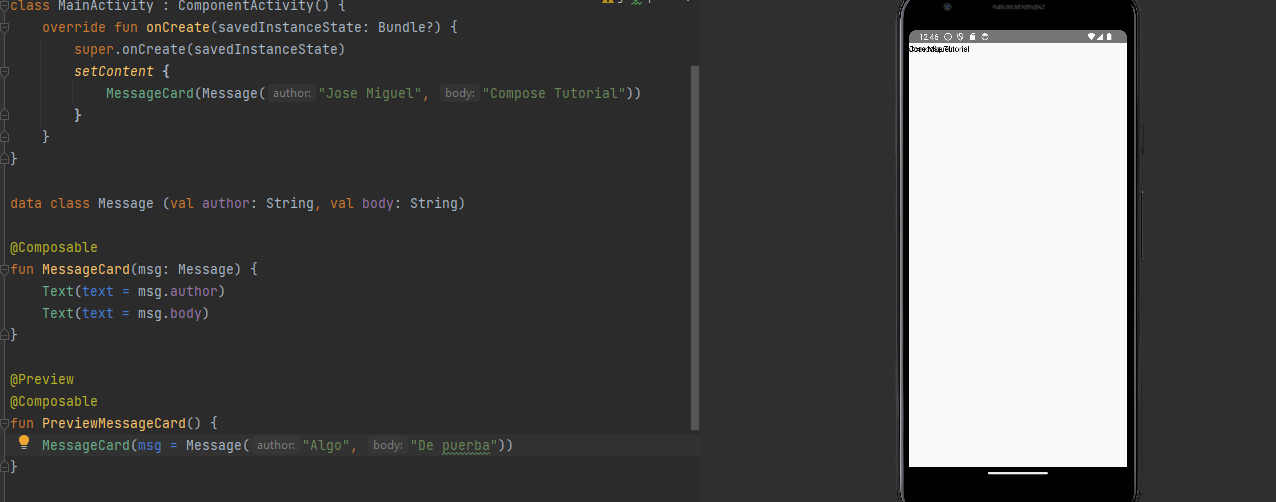 class MainActivity : ComponentActivity() {
override fun onCreate(savedInstanceState: Bundle?) {
super.onCreate(savedInstanceState)
setContent {
MessageCard(Message( author: "Jose Miguel", body: "Compose Tutorial"))
}
}
}
data class Message (val author: String, val body: String)
@Composable
fun MessageCard(msg: Message) {
Text(text = msg.author)
Text(text = msg.body)
}
@Preview
@Composable
fun PreviewMessageCard() {
MessageCard(msg = Message( author: "Algo", body: "De puerba"))
}
12:46